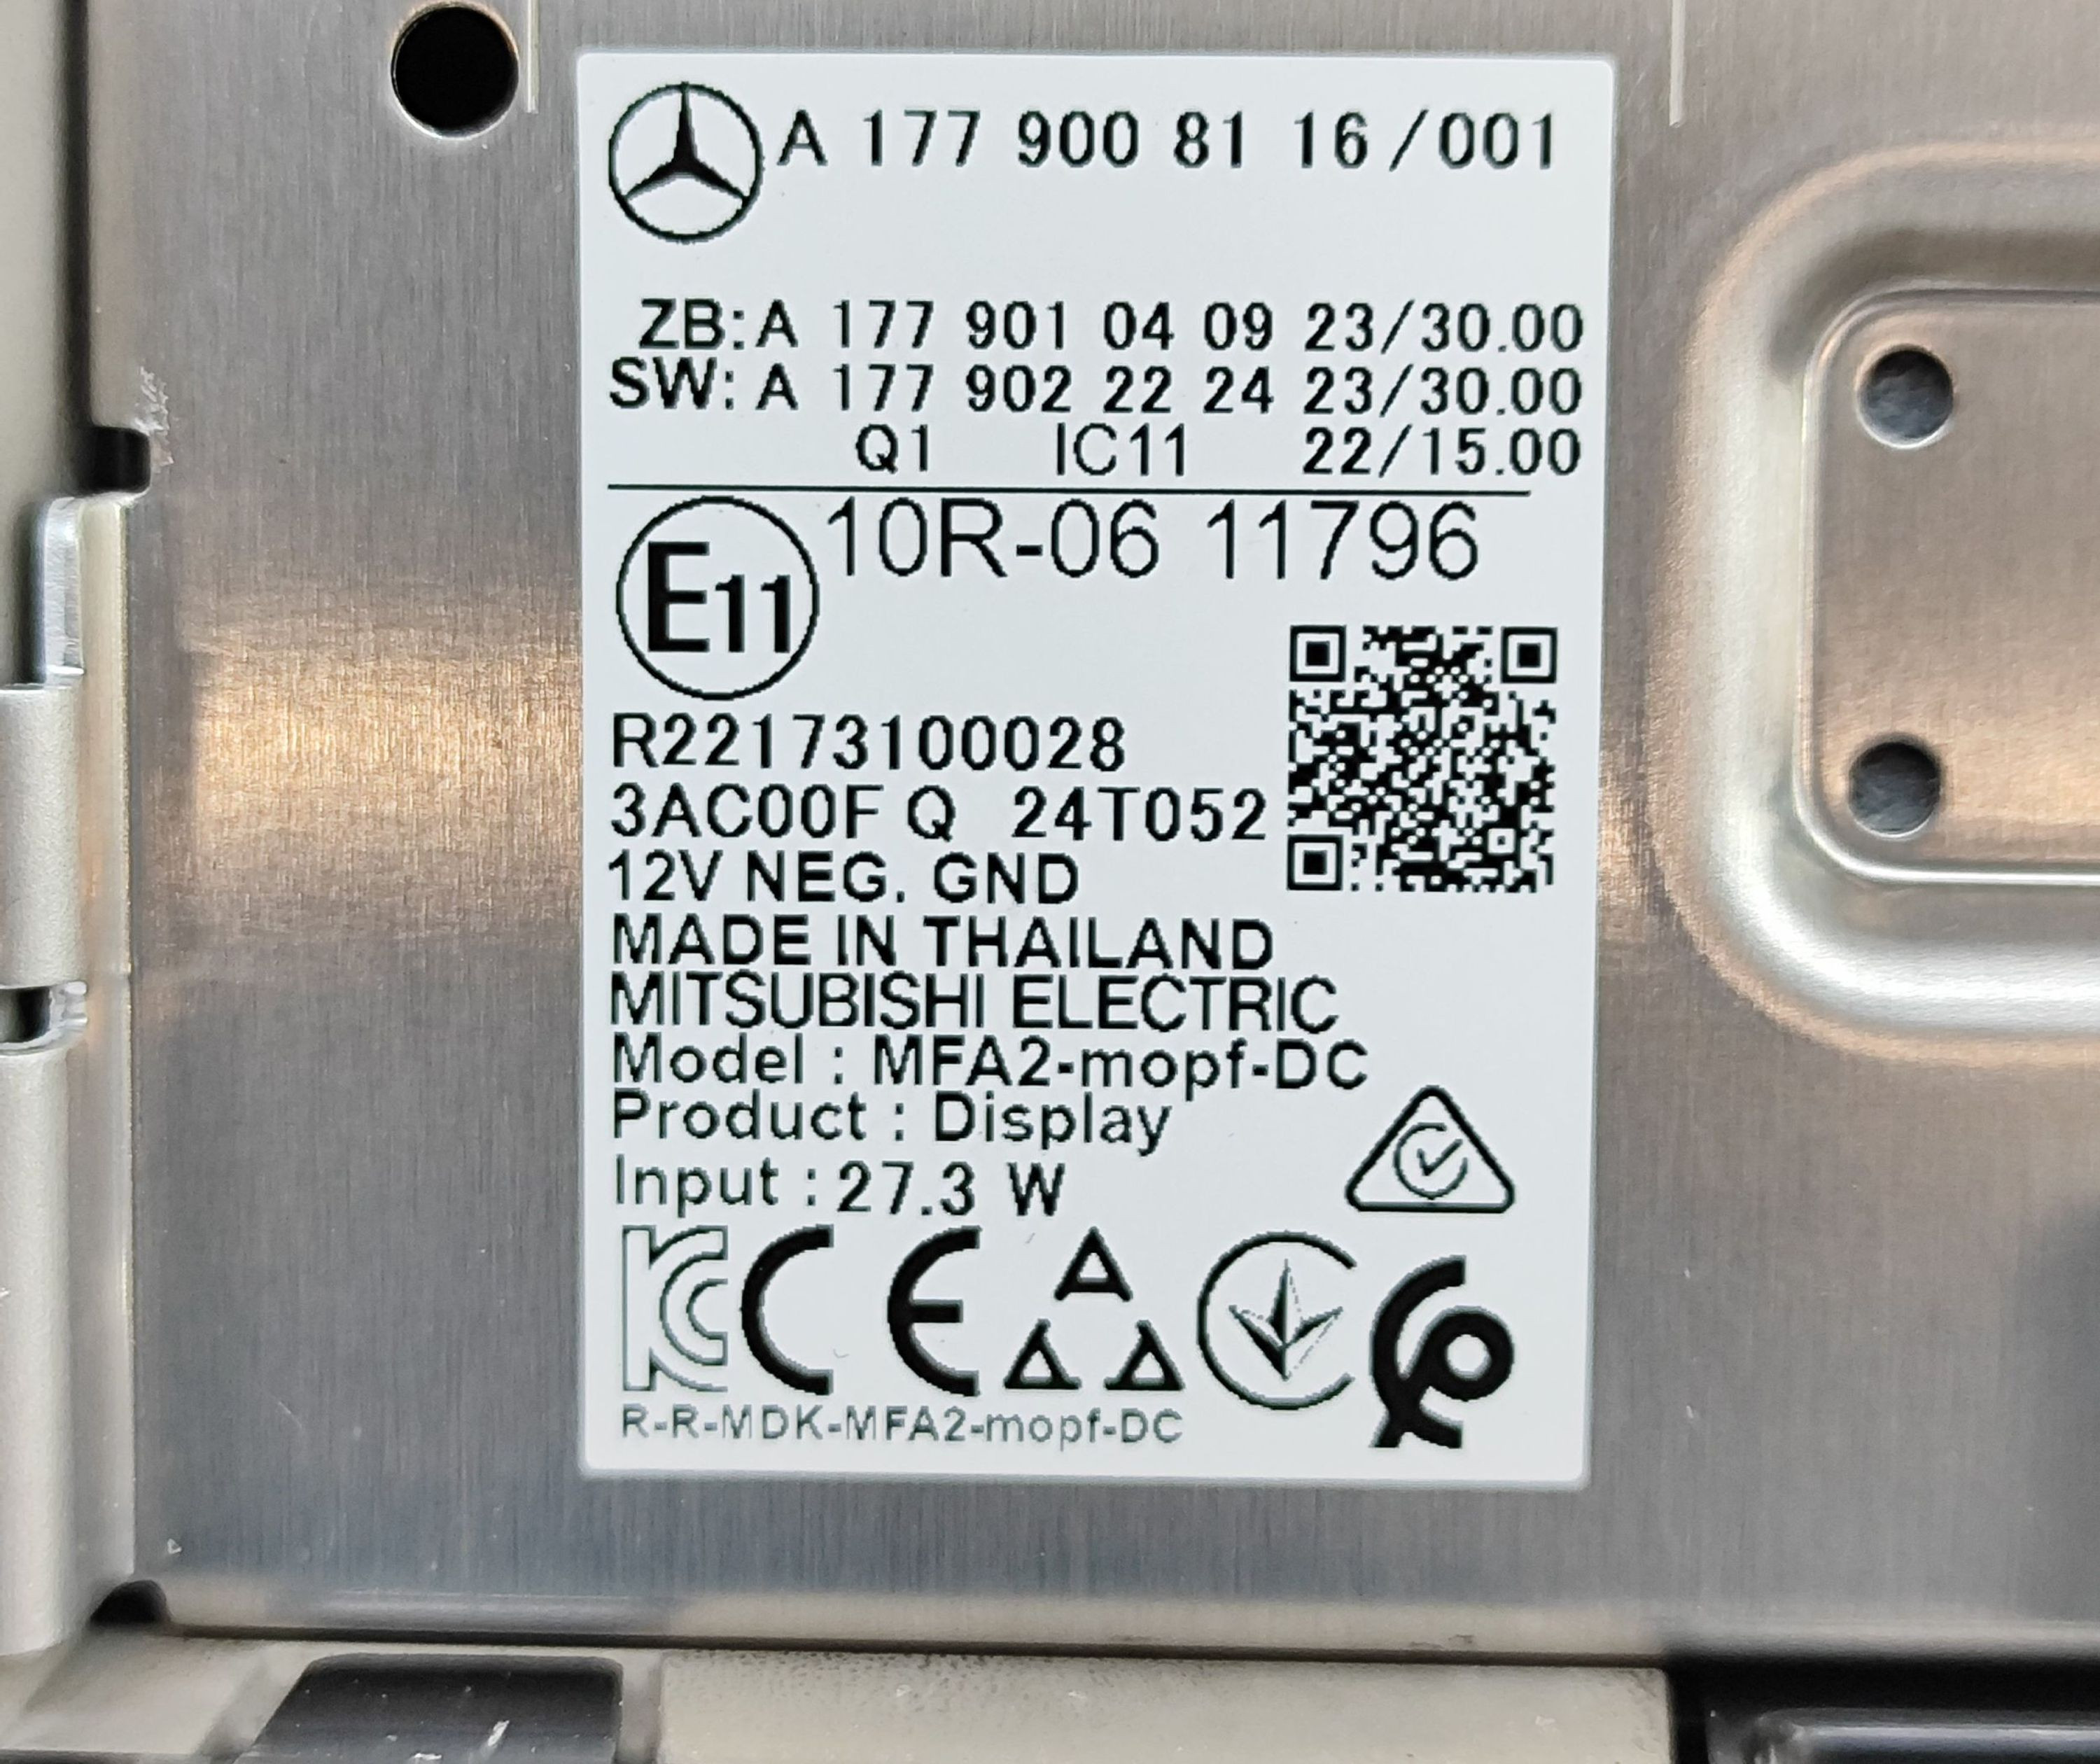 A 177 900 81 16/001
ZB:A 177 901 04 09 23/30.00
SW:A 177 902 22 24 23/30.00
Q1 IC11 22/15.00
E11 10R-06 11796
R22173100028
3AC00F Q 24T052
12V NEG. GND
MADE IN THAILAND
MITSUBISHI ELECTRIC
Model : MFA2-mopf-DC
Product : Display
Input : 27.3 W
KC CE
R-R-MDK-MFA2-mopf-DC